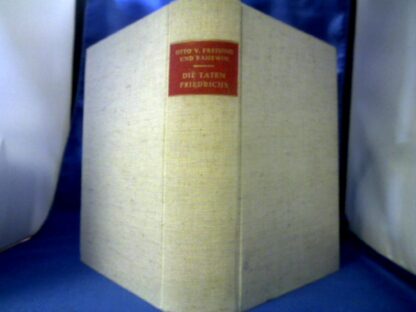 OTTO V. FREISING
UND RAHEWIN
DIE TATEN
FRIEDRICHS